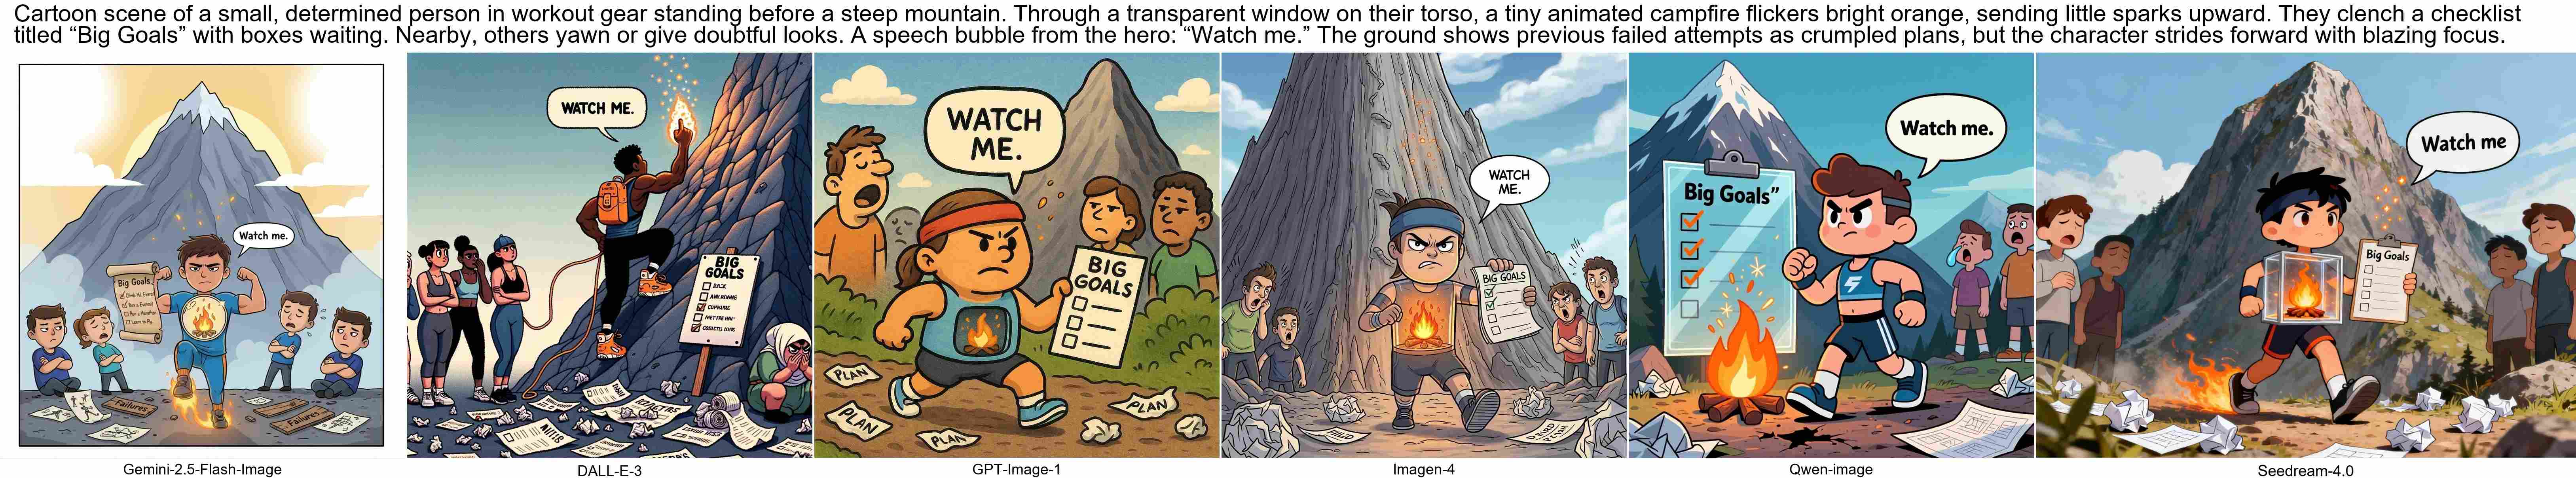 Cartoon scene of a small, determined person in workout gear standing before a steep mountain. Through a transparent window on their torso, a tiny animated campfire flickers bright orange, sending little sparks upward. They clench a checklist
titled “Big Goals” with boxes waiting. Nearby, others yawn or give doubtful looks. A speech bubble from the hero: “Watch me.” The ground shows previous failed attempts as crumpled plans, but the character strides forward with blazing focus.
Watch me.
Big Goals
Run a Marathon
Learn to Fly
Failures
Failures
Gemini-2.5-Flash-Image
WATCH ME.
BIG
GOALS
DALL-E-3
WATCH
ME.
BIG
GOALS
PLAN
PLAN
PLAN
PLAN
GPT-Image-1
WATCH
ME.
BIG GOALS
Imagen-4
Watch me.
Big Goals”
Qwen-image
Watch me
Big Goals
Seedream-4.0